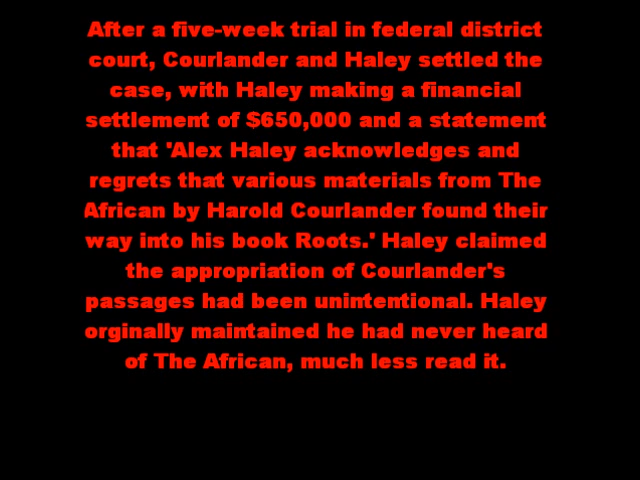 After a five-week trial in federal district
court, Courlander and Haley settled the
case, with Haley making a financial
settlement of $650,000 and a statement
that 'Alex Haley acknowledges and
regrets that various materials from The
African by Harold Courlander found their
way into his book Roots.' Haley claimed
the appropriation of Courlander's
passages had been unintentional. Haley
orginally maintained he had never heard
of The African, much less read it.